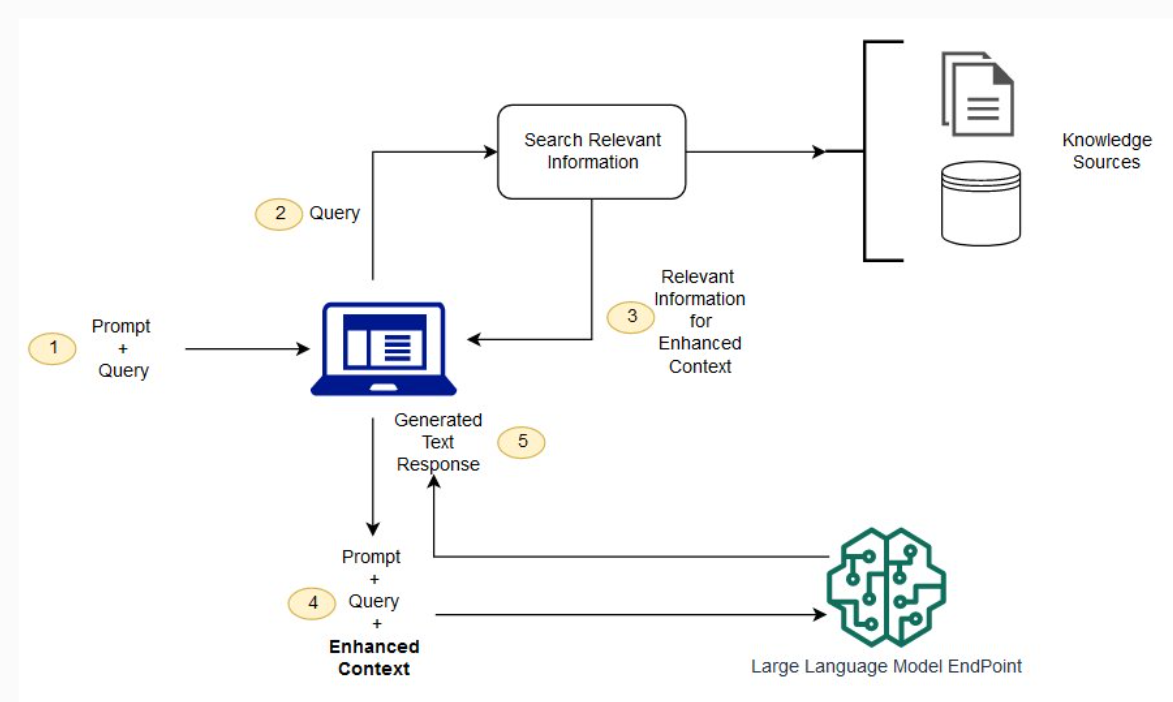 1
Prompt
+
Query
2
Query
Search Relevant
Information
Knowledge
Sources
3
Relevant
Information
for
Enhanced
Context
Generated
Text
Response
5
4
Prompt
+
Query
+
Enhanced
Context
Large Language Model EndPoint